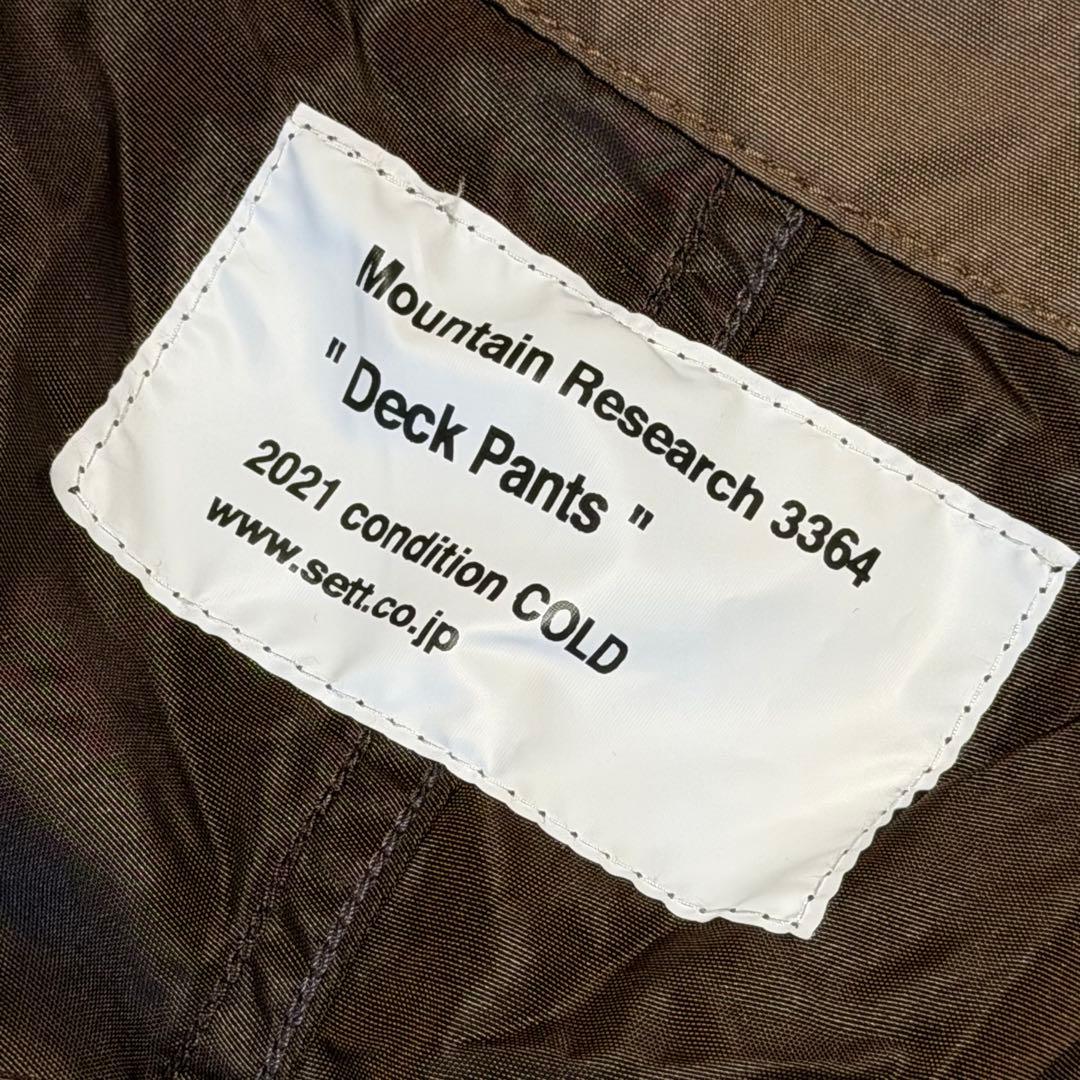 Mountain Research 3364
" Deck Pants "
2021 condition COLD
www.sett.co.jp